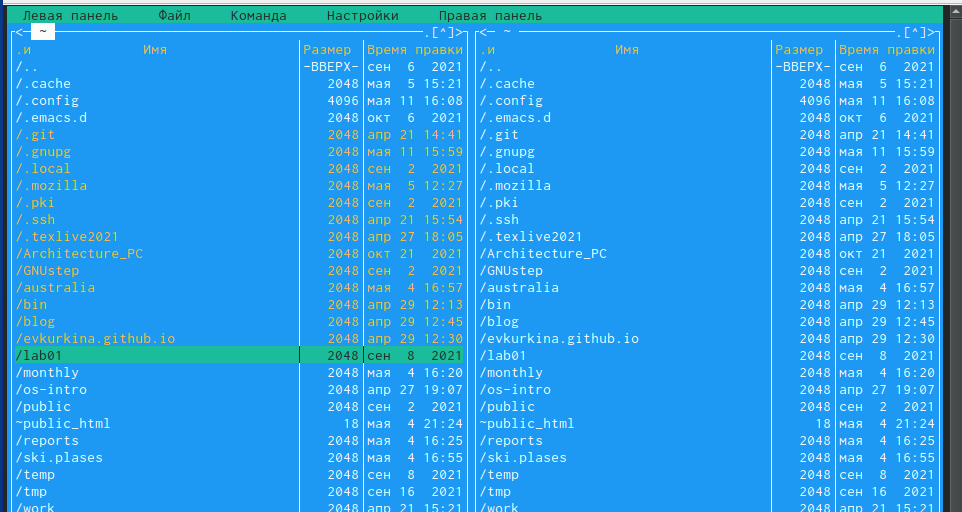 Левая панель Файл Команда Настройки Правая панель
<─ ~ .[^]> <─ ~ .[^]>
.и Имя Размер Время правки .и Имя Размер Время правки
/.. -ВВЕРХ- сен 6 2021 /.. -ВВЕРХ- сен 6 2021
/.cache 2048 мая 5 15:21 /.cache 2048 мая 5 15:21
/.config 4096 мая 11 16:08 /.config 4096 мая 11 16:08
/.emacs.d 2048 окт 6 2021 /.emacs.d 2048 окт 6 2021
/.git 2048 апр 21 14:41 /.git 2048 апр 21 14:41
/.gnupg 2048 мая 11 15:59 /.gnupg 2048 мая 11 15:59
/.local 2048 сен 2 2021 /.local 2048 сен 2 2021
/.mozilla 2048 мая 5 12:27 /.mozilla 2048 мая 5 12:27
/.pki 2048 сен 2 2021 /.pki 2048 сен 2 2021
/.ssh 2048 апр 21 15:54 /.ssh 2048 апр 21 15:54
/.texlive2021 2048 апр 27 18:05 /.texlive2021 2048 апр 27 18:05
/Architecture_PC 2048 окт 21 2021 /Architecture_PC 2048 окт 21 2021
/GNUstep 2048 сен 2 2021 /GNUstep 2048 сен 2 2021
/australia 2048 мая 4 16:57 /australia 2048 мая 4 16:57
/bin 2048 апр 29 12:13 /bin 2048 апр 29 12:13
/blog 2048 апр 29 12:45 /blog 2048 апр 29 12:45
/evkurkina.github.io 2048 апр 29 12:30 /evkurkina.github.io 2048 апр 29 12:30
/lab01 2048 сен 8 2021 /lab01 2048 сен 8 2021
/monthly 2048 мая 4 16:20 /monthly 2048 мая 4 16:20
/os-intro 2048 апр 27 19:07 /os-intro 2048 апр 27 19:07
/public 2048 сен 2 2021 /public 2048 сен 2 2021
~public_html 18 мая 4 21:24 ~public_html 18 мая 4 21:24
/reports 2048 мая 4 16:25 /reports 2048 мая 4 16:25
/ski.plases 2048 мая 4 16:55 /ski.plases 2048 мая 4 16:55
/temp 2048 сен 8 2021 /temp 2048 сен 8 2021
/tmp 2048 сен 16 2021 /tmp 2048 сен 16 2021
/work 2048 апр 21 15:21 /work 2048 апр 21 15:21